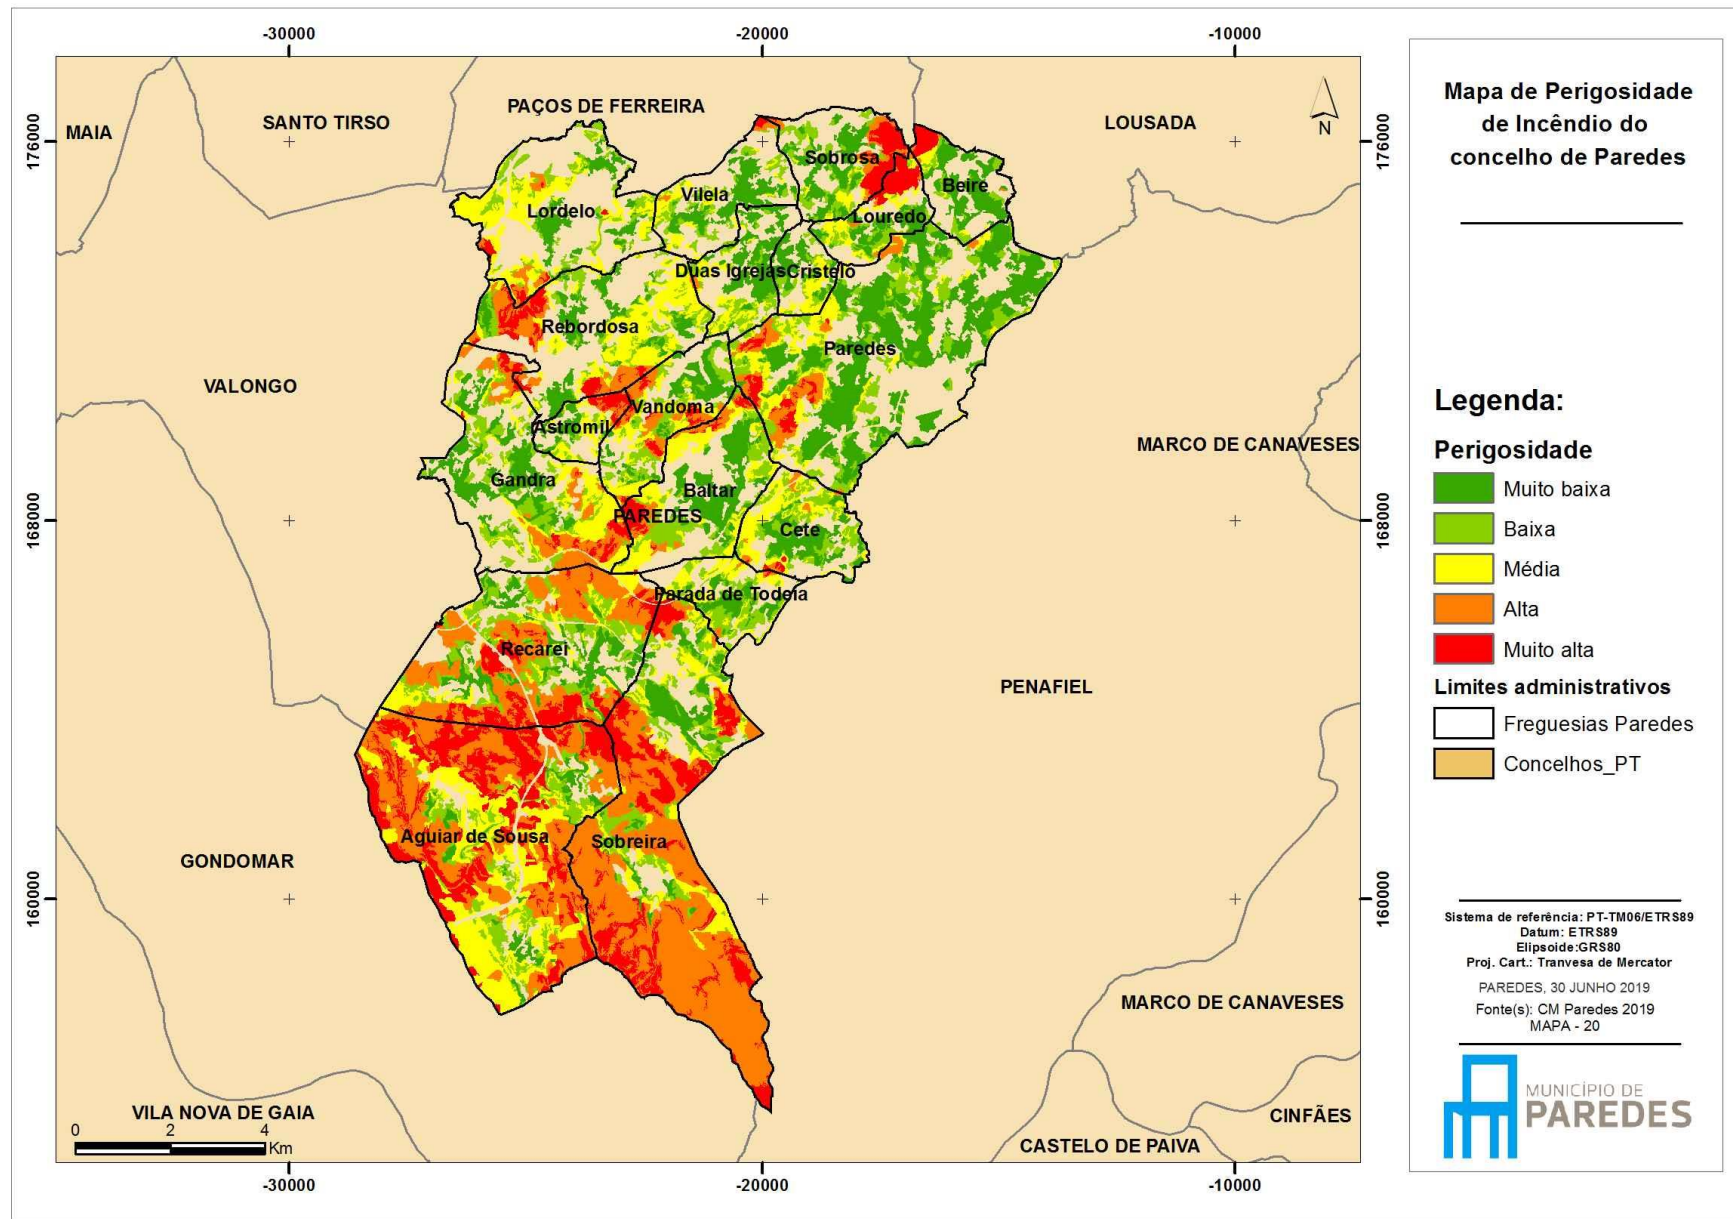 -30000
-20000
-10000
PAÇOS DE FERREIRA
SANTO TIRSO
MAIA
LOUSADA
N
176000
176000
Sobrosa
Beire
Vilela
Lordelo
Louredo
Duas Igrejas
Cristelo
Rebordosa
Paredes
VALONGO
Vandoma
Astromil
MARCO DE CANAVESES
Gandra
Baltar
PAREDES
Cete
168000
168000
Parada de Todeia
Recarei
PENAFIEL
Aguiar de Sousa
Sobreira
GONDOMAR
160000
160000
MARCO DE CANAVESES
VILA NOVA DE GAIA
CINFÃES
CASTELO DE PAIVA
0 2 4
Km
-30000
-20000
-10000
Mapa de Perigosidade
de Incêndio do
concelho de Paredes
Legenda:
Perigosidade
Muito baixa
Baixa
Média
Alta
Muito alta
Limites administrativos
Freguesias Paredes
Concelhos_PT
Sistema de referência: PT-TM06/ETRS89
Datum: ETRS89
Elipsoide:GRS80
Proj. Cart.: Tranvesa de Mercator
PAREDES, 30 JUNHO 2019
Fonte(s): CM Paredes 2019
MAPA - 20
MUNICÍPIO DE
PAREDES